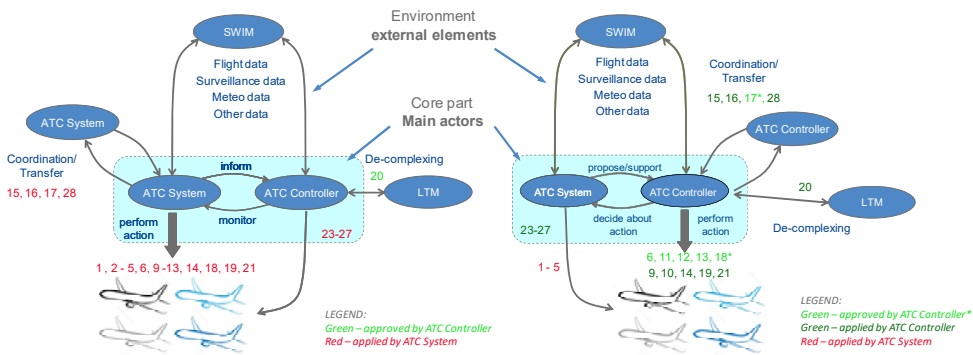 Environment
external elements
Core part
Main actors
SWIM
Flight data
Surveillance data
Meteo data
Other data
ATC System
Coordination/
Transfer
15, 16, 17, 28
inform
ATC System
ATC Controller
monitor
perform
action
De-complexing
20
LTM
23-27
1 , 2 - 5, 6, 9 -13, 14, 18, 19, 21
LEGEND:
Green – approved by ATC Controller
Red – applied by ATC System
SWIM
Flight data
Surveillance data
Meteo data
Other data
Coordination/
Transfer
15, 16, 17*, 28
ATC Controller
propose/support
ATC System
ATC Controller
decide about
action
perform
action
20
LTM
De-complexing
23-27
1 - 5
6, 11, 12, 13, 18*
9, 10, 14, 19, 21
LEGEND:
Green – approved by ATC Controller*
Green – applied by ATC Controller
Red – applied by ATC System